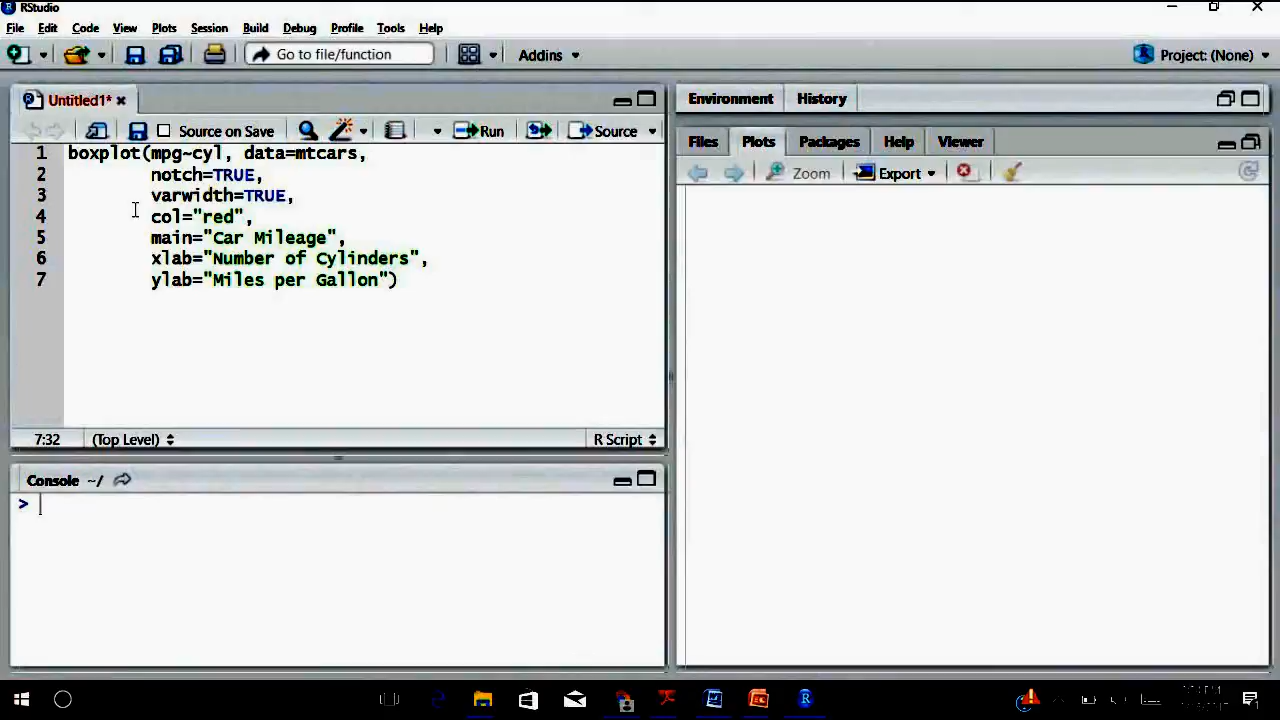 RStudio
File Edit Code View Plots Session Build Debug Profile Tools Help
Go to file/function Addins Project: (None)
Untitled1*
Source on Save Run Source
1 boxplot(mpg~cyl, data=mtcars,
2 notch=TRUE,
3 varwidth=TRUE,
4 col="red",
5 main="Car Mileage",
6 xlab="Number of Cylinders",
7 ylab="Miles per Gallon")
7:32 (Top Level) R Script
Console ~/
>
Environment History
Files Plots Packages Help Viewer
Zoom Export